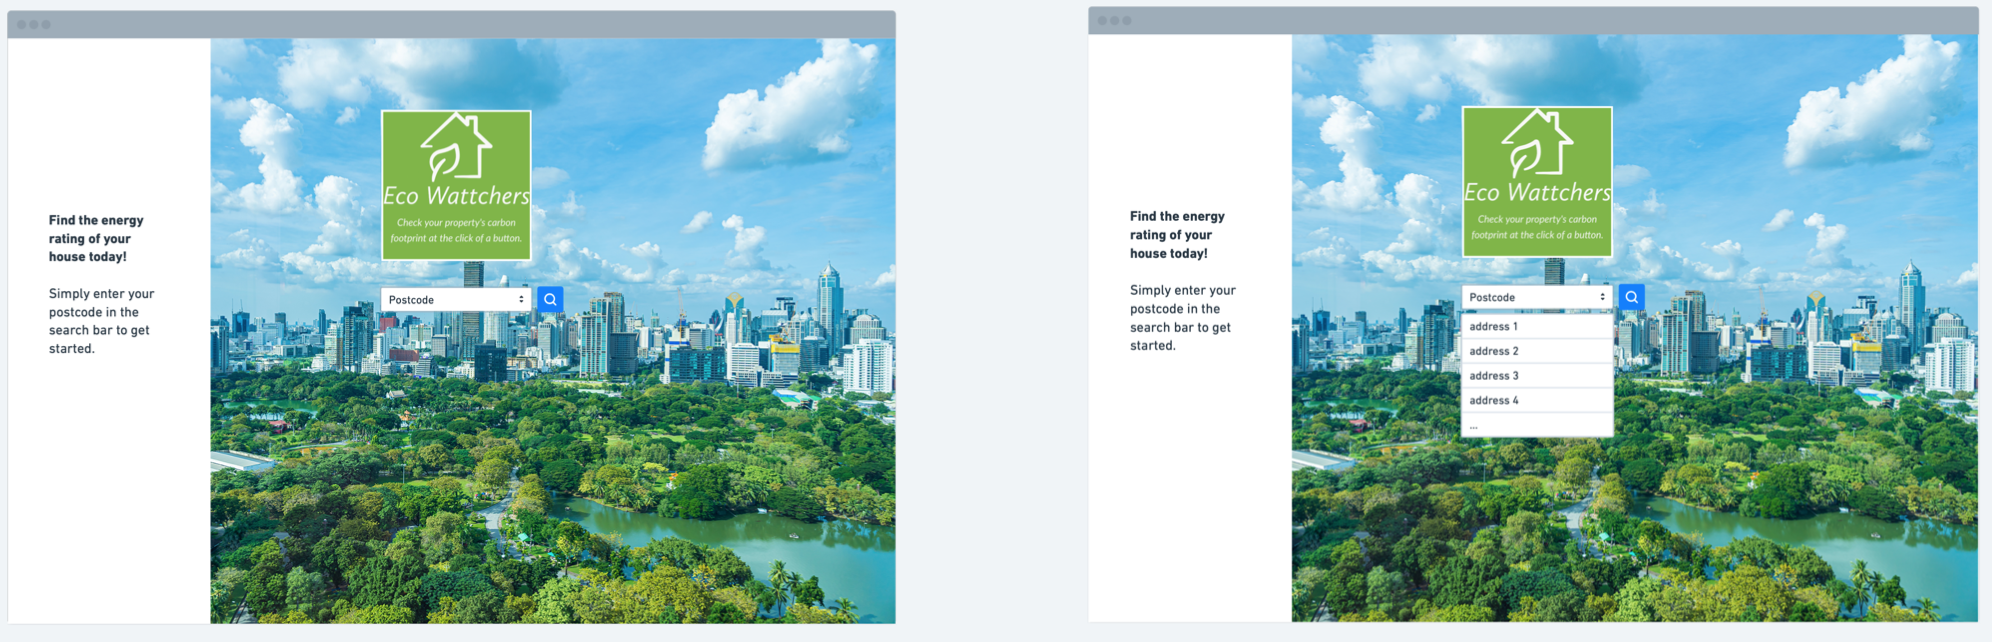 Find the energy
rating of your
house today!
Simply enter your
postcode in the
search bar to get
started.
Eco Wattchers
Check your property's carbon
footprint at the click of a button.
Postcode
Find the energy
rating of your
house today!
Simply enter your
postcode in the
search bar to get
started.
Eco Wattchers
Check your property's carbon
footprint at the click of a button.
Postcode
address 1
address 2
address 3
address 4
...